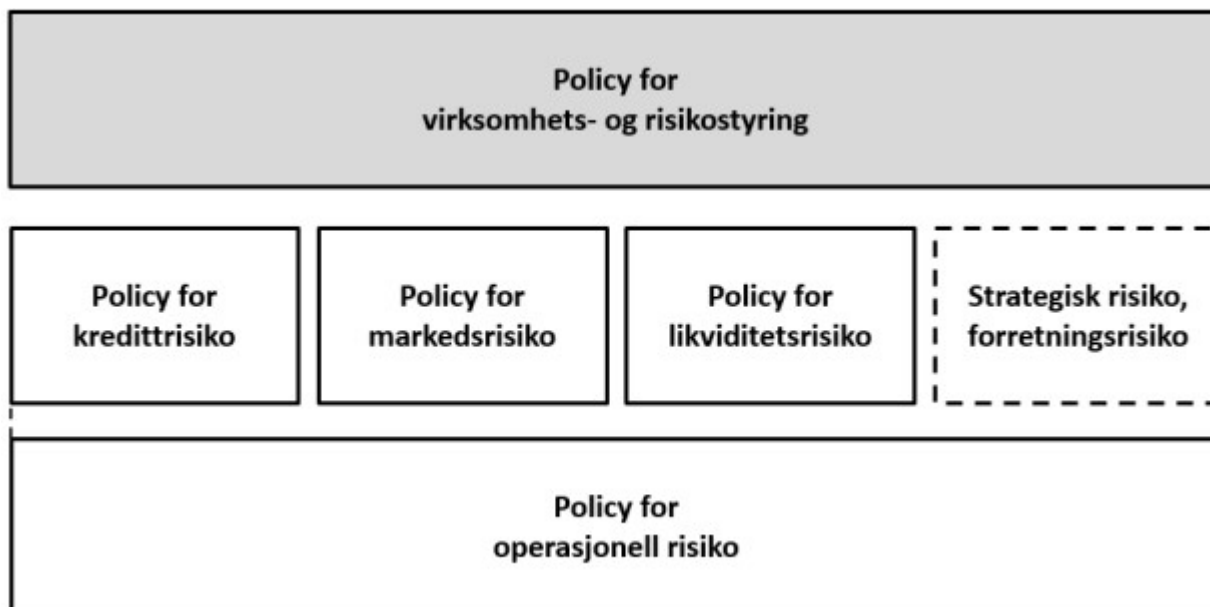 Policy for
virksomhets- og risikostyring
Policy for
kredittrisiko
Policy for
markedsrisiko
Policy for
likviditetsrisiko
Strategisk risiko,
forretningsrisiko
Policy for
operasjonell risiko